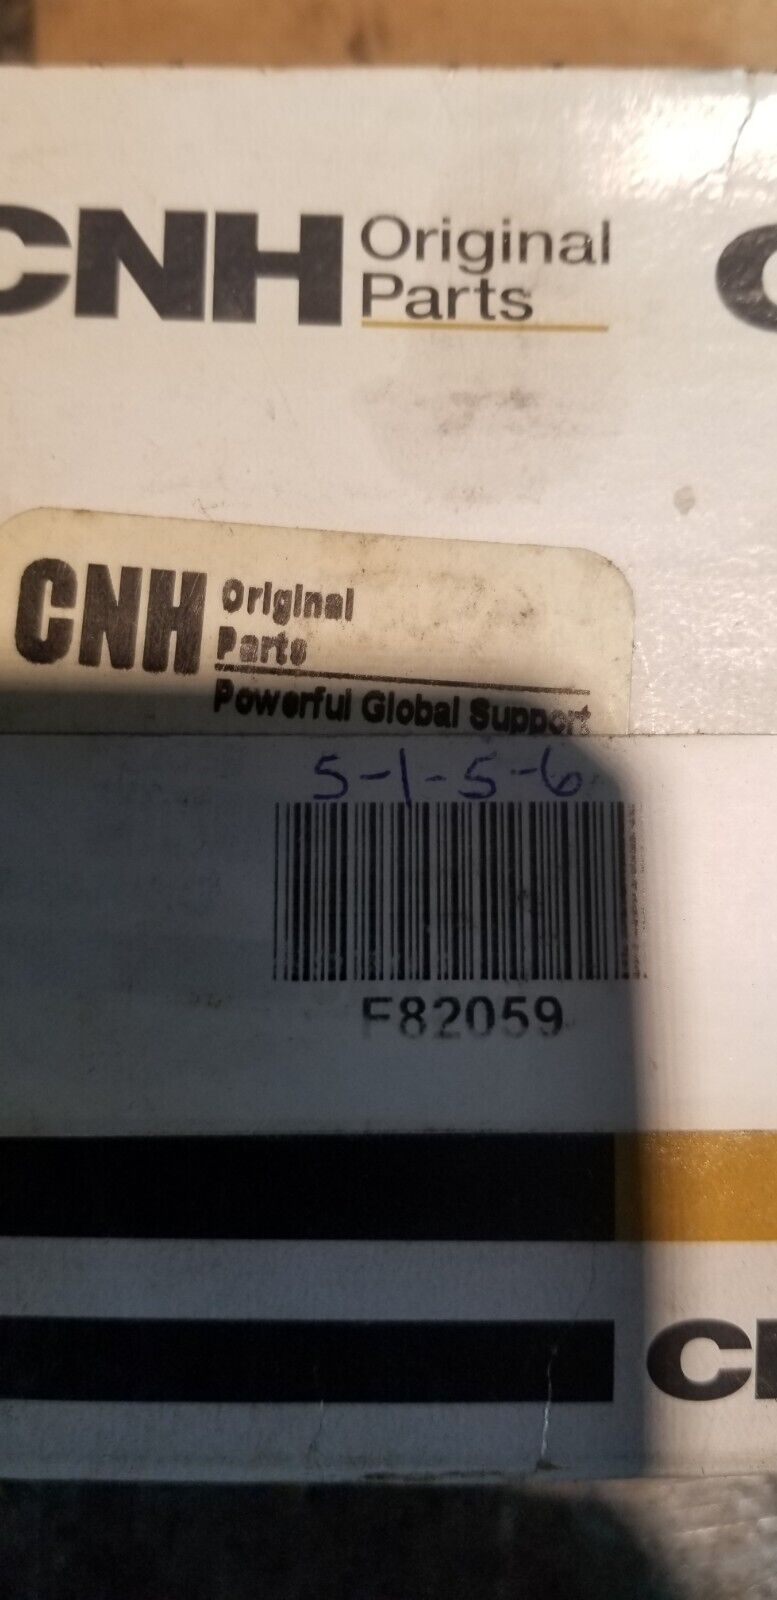 CNH Original
Parts
CNH Original
Parts
Powerful Global Support
5-1-5-6
F82059